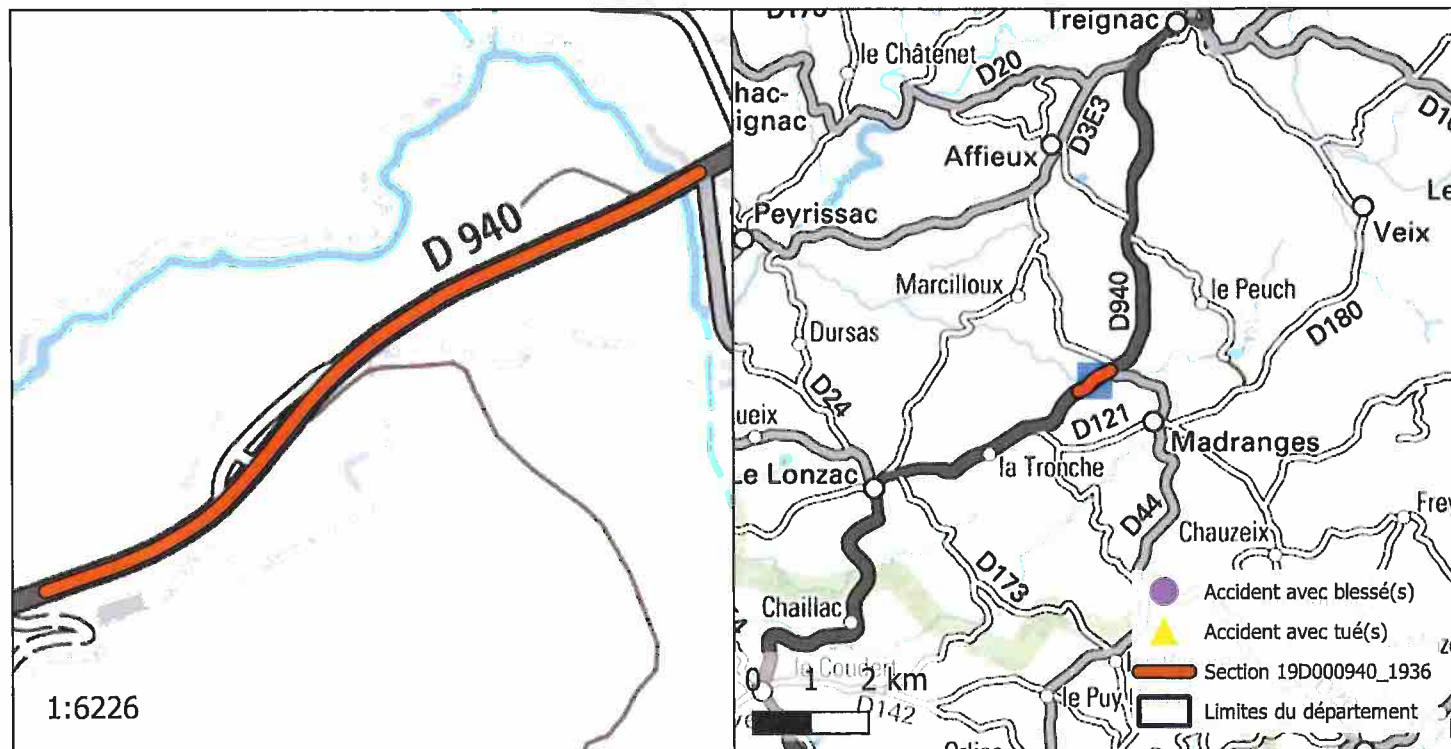 D 940
1:6226
D170
Treignac
le Châtenet
D20
hac-
ignac
D3E3
Affieux
Peyrissac
Veix
Marcilloux
D940
le Peuch
D180
Dursas
D24
ueix
D121
Madranges
Le Lonzac
la Tronche
D44
Chauzeix
D173
Chaillac
le Coudert
0 1 2 km
D142
le Puy
Accident avec blessé(s)
Accident avec tué(s)
Section 19D000940_1936
Limites du département